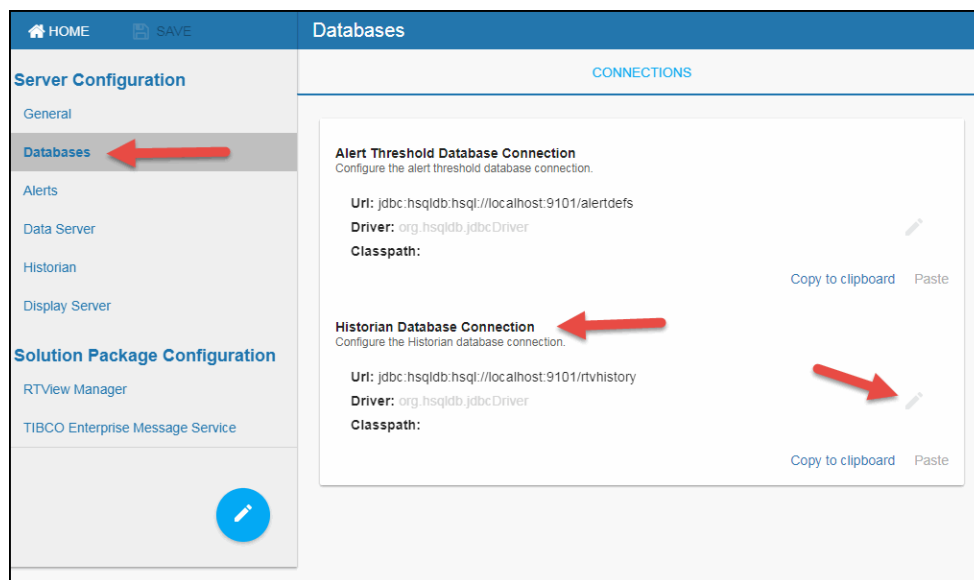 HOME
SAVE
Databases
Server Configuration
General
Databases
Alerts
Data Server
Historian
Display Server
Solution Package Configuration
RTView Manager
TIBCO Enterprise Message Service
CONNECTIONS
Alert Threshold Database Connection
Configure the alert threshold database connection.
Url: jdbc:hsqldb:hsql://localhost:9101/alertdefs
Driver: org.hsqldb.jdbcDriver
Classpath:
Copy to clipboard Paste
Historian Database Connection
Configure the Historian database connection.
Url: jdbc:hsqldb:hsql://localhost:9101/rtvhistory
Driver: org.hsqldb.jdbcDriver
Classpath:
Copy to clipboard Paste